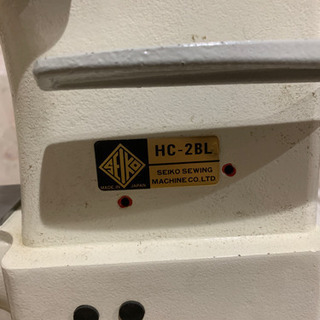 SEIKO
MADE IN JAPAN
HC-2BL
SEIKO SEWING
MACHINE CO.LTD